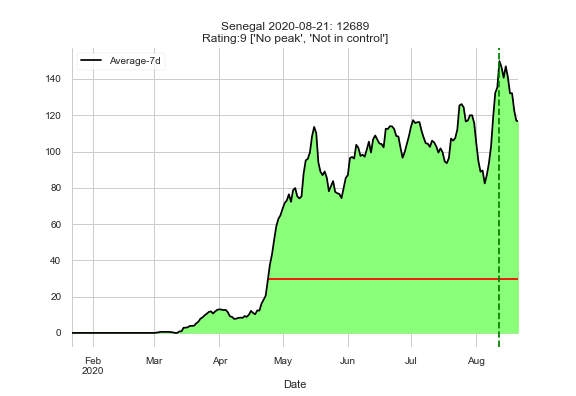 Senegal 2020-08-21: 12689
Rating:9 ['No peak', 'Not in control']
Average-7d
140
120
100
80
60
40
20
0
Feb Mar Apr May Jun Jul Aug
2020
Date